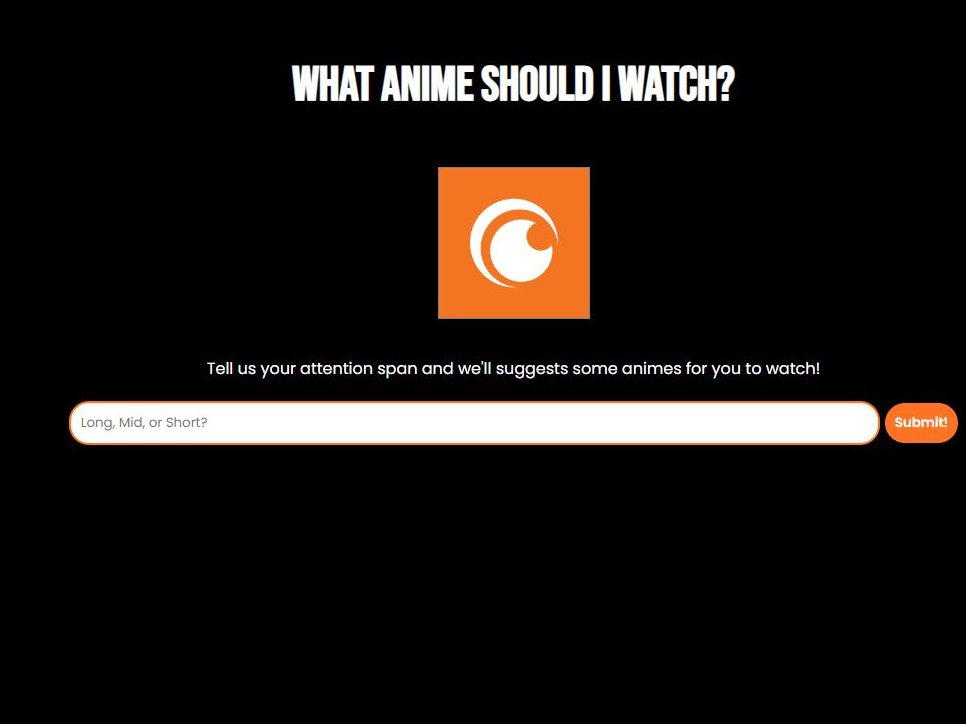 WHAT ANIME SHOULD I WATCH?
Tell us your attention span and we'll suggests some animes for you to watch!
Long, Mid, or Short?
Submit!